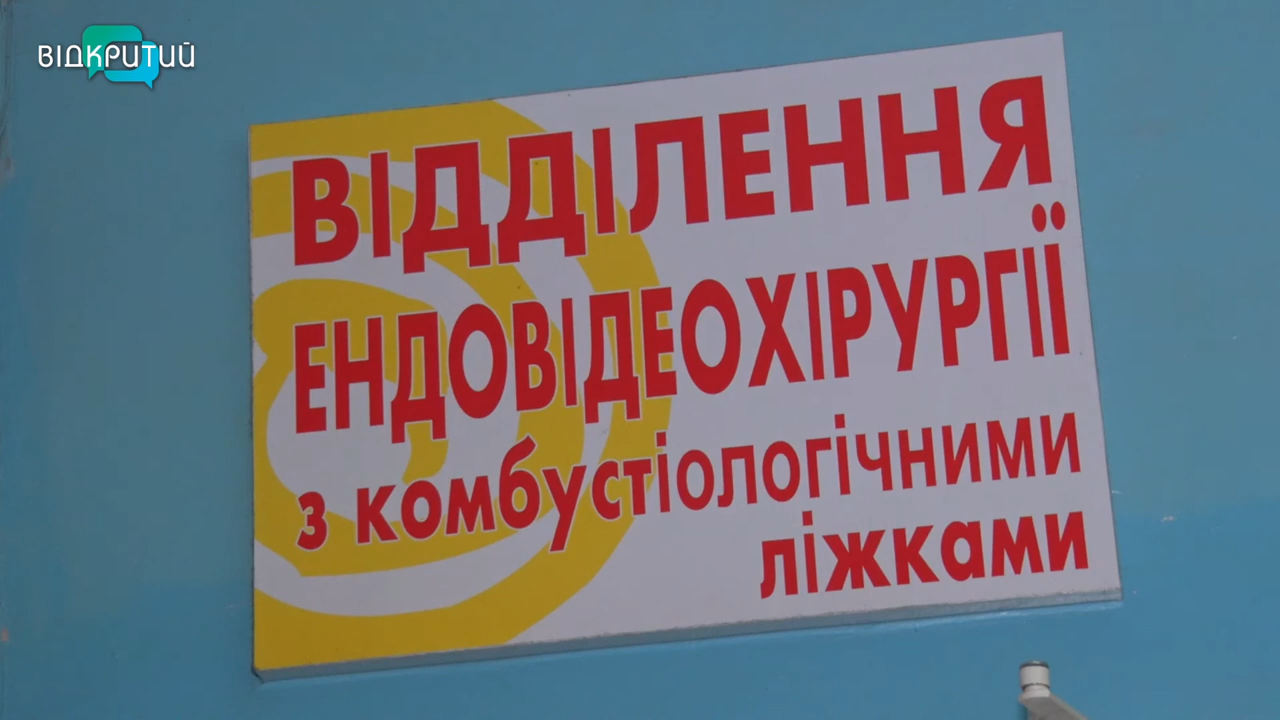 ВІДКРИТИЙ
ВІДДІЛЕННЯ
ЕНДОВІДЕОХІРУРГІЇ
з комбустіологічними
ліжками